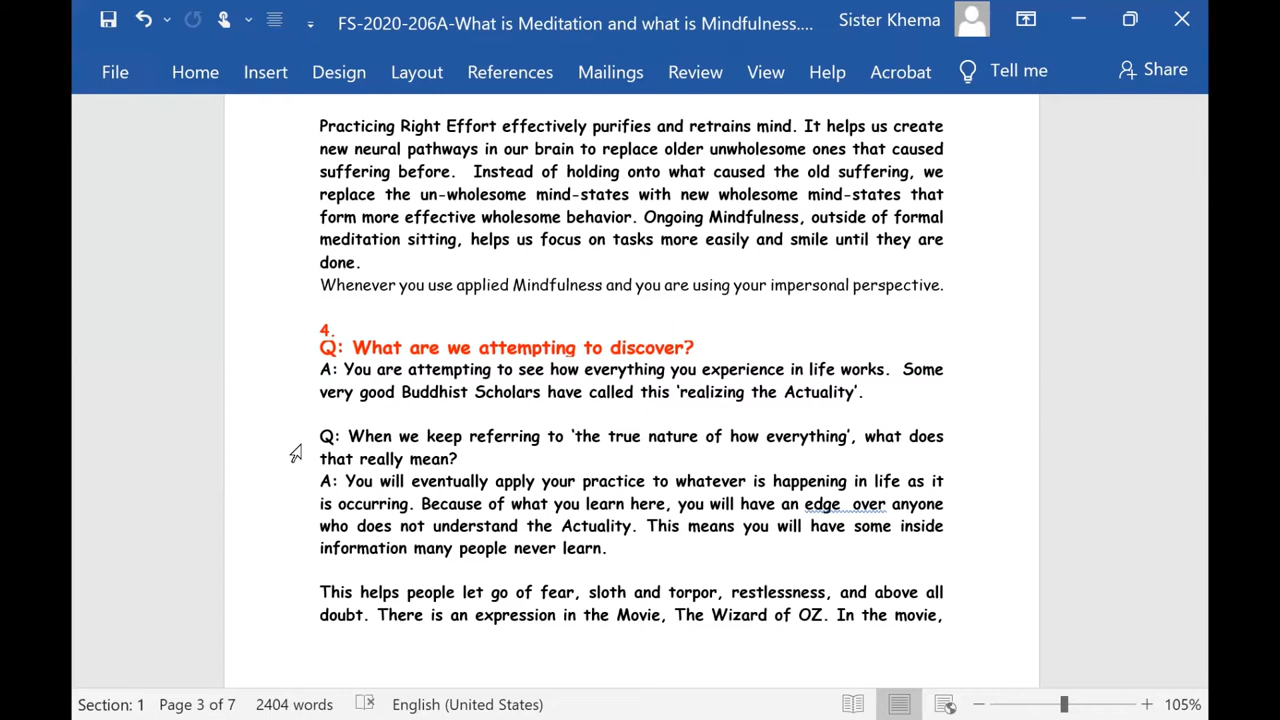 FS-2020-206A-What is Meditation and what is Mindfulness....
Sister Khema
File Home Insert Design Layout References Mailings Review View Help Acrobat Tell me Share
Practicing Right Effort effectively purifies and retrains mind. It helps us create
new neural pathways in our brain to replace older unwholesome ones that caused
suffering before. Instead of holding onto what caused the old suffering, we
replace the un-wholesome mind-states with new wholesome mind-states that
form more effective wholesome behavior. Ongoing Mindfulness, outside of formal
meditation sitting, helps us focus on tasks more easily and smile until they are
done.
Whenever you use applied Mindfulness and you are using your impersonal perspective.
4.
Q: What are we attempting to discover?
A: You are attempting to see how everything you experience in life works. Some
very good Buddhist Scholars have called this ‘realizing the Actuality’.
Q: When we keep referring to ‘the true nature of how everything’, what does
that really mean?
A: You will eventually apply your practice to whatever is happening in life as it
is occurring. Because of what you learn here, you will have an edge over anyone
who does not understand the Actuality. This means you will have some inside
information many people never learn.
This helps people let go of fear, sloth and torpor, restlessness, and above all
doubt. There is an expression in the Movie, The Wizard of OZ. In the movie,
Section: 1 Page 3 of 7 2404 words English (United States) 105%